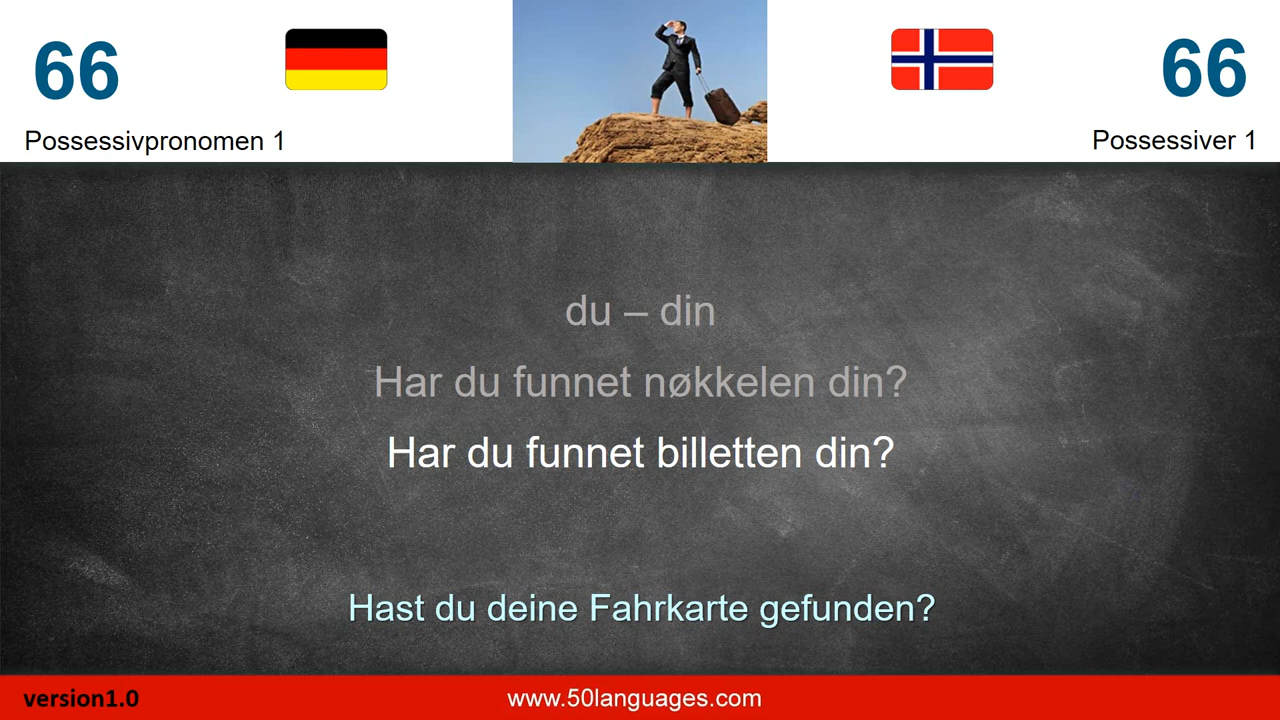 66
66
Possessivpronomen 1
Possessiver 1
du – din
Har du funnet nøkkelen din?
Har du funnet billetten din?
Hast du deine Fahrkarte gefunden?
version1.0
www.50languages.com